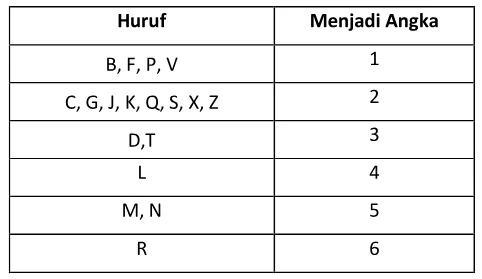 Huruf Menjadi Angka
B, F, P, V 1
C, G, J, K, Q, S, X, Z 2
D,T 3
L 4
M, N 5
R 6